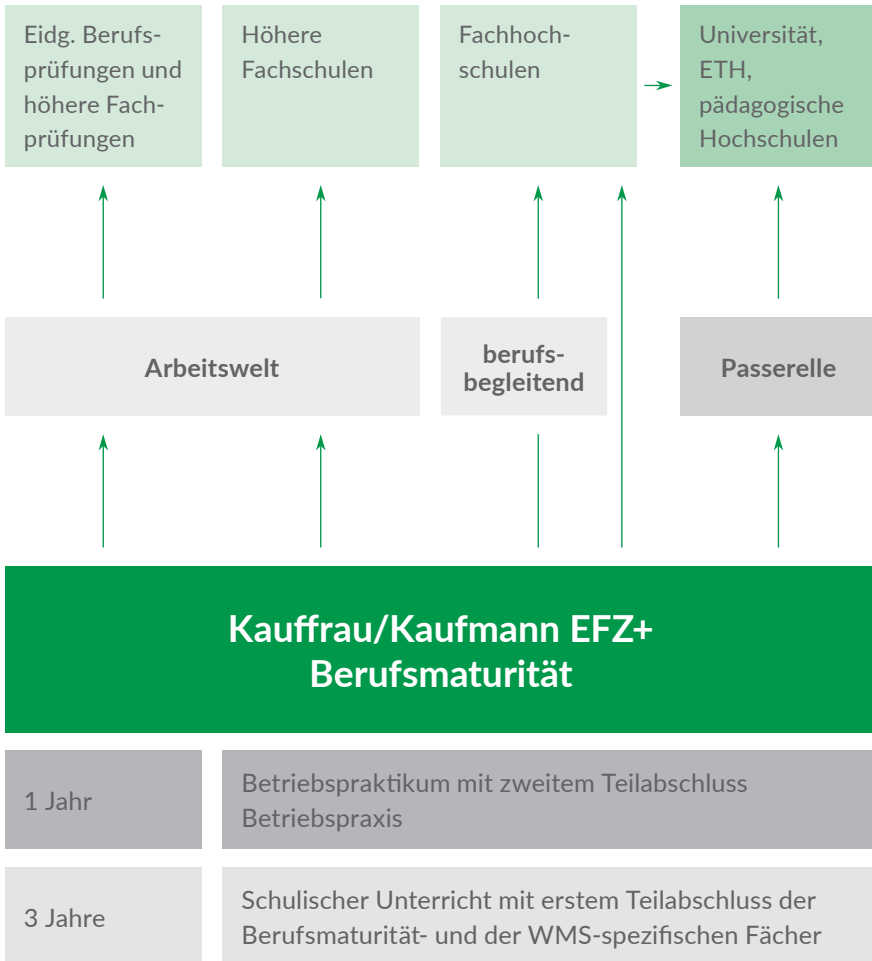 Eidg. Berufs-
prüfungen und
höhere Fach-
prüfungen
Höhere
Fachschulen
Fachhoch-
schulen
Universität,
ETH,
pädagogische
Hochschulen
Arbeitswelt
berufs-
begleitend
Passerelle
Kauffrau/Kaufmann EFZ+
Berufsmaturität
1 Jahr
Betriebspraktikum mit zweitem Teilabschluss
Betriebspraxis
3 Jahre
Schulischer Unterricht mit erstem Teilabschluss der
Berufsmaturität- und der WMS-spezifischen Fächer